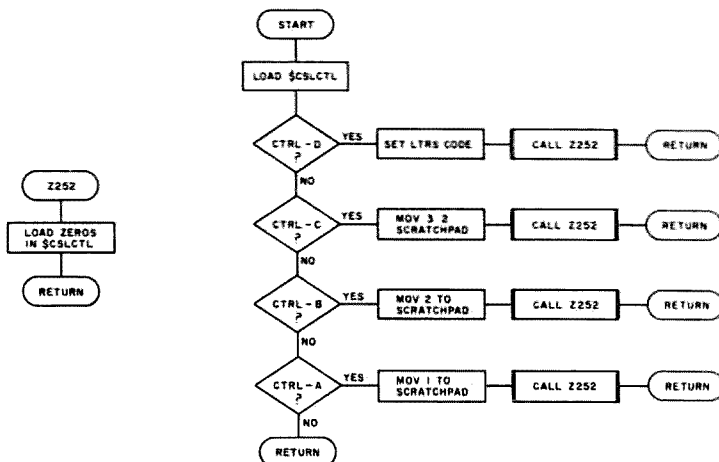 START
LOAD $CSLCTL
CTRL-D
?
YES
SET LTRS CODE
CALL Z252
RETURN
NO
CTRL-C
?
YES
MOV 3 2
SCRATCHPAD
CALL Z252
RETURN
NO
CTRL-B
?
YES
MOV 2 TO
SCRATCHPAD
CALL Z252
RETURN
NO
CTRL-A
?
YES
MOV 1 TO
SCRATCHPAD
CALL Z252
RETURN
NO
RETURN
Z252
LOAD ZEROS
IN $CSLCTL
RETURN